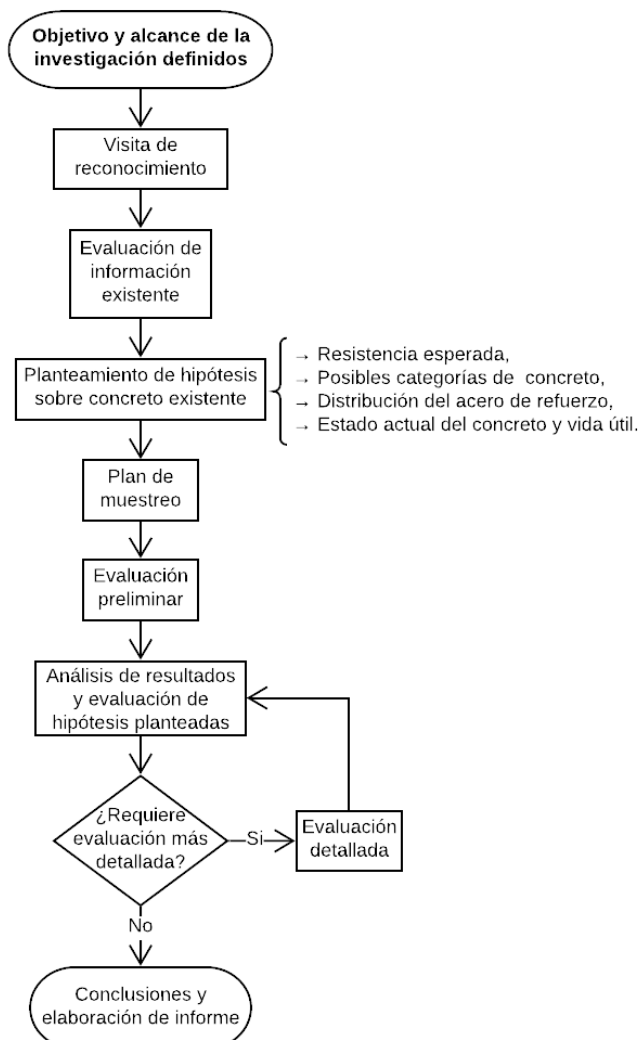 Objetivo y alcance de la
investigación definidos
Visita de
reconocimiento
Evaluación de
información
existente
Planteamiento de hipótesis
sobre concreto existente
→ Resistencia esperada,
→ Posibles categorías de concreto,
→ Distribución del acero de refuerzo,
→ Estado actual del concreto y vida útil.
Plan de
muestreo
Evaluación
preliminar
Análisis de resultados
y evaluación de
hipótesis planteadas
¿Requiere
evaluación más
detallada?
Si
Evaluación
detallada
No
Conclusiones y
elaboración de informe